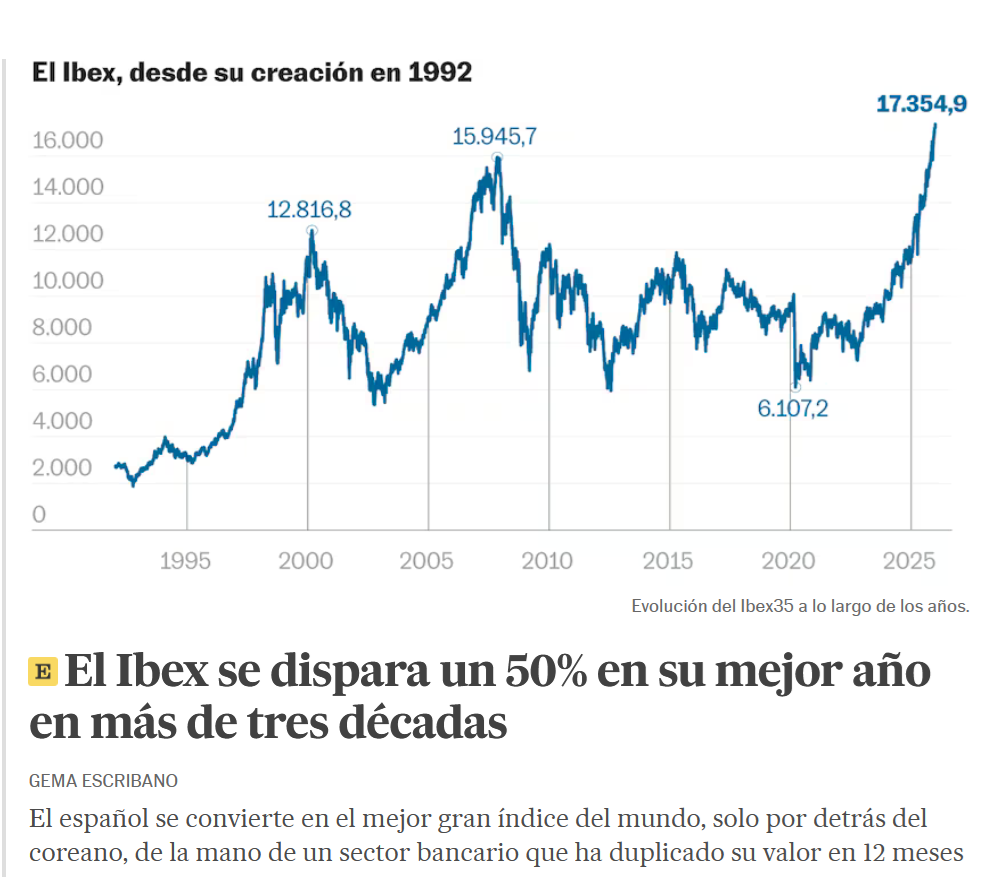 El Ibex, desde su creación en 1992
17.354,9
16.000
15.945,7
14.000
12.816,8
12.000
10.000
8.000
6.000
6.107,2
4.000
2.000
0
1995 2000 2005 2010 2015 2020 2025
Evolución del Ibex35 a lo largo de los años.
E El Ibex se dispara un 50% en su mejor año
en más de tres décadas
GEMA ESCRIBANO
El español se convierte en el mejor gran índice del mundo, solo por detrás del
coreano, de la mano de un sector bancario que ha duplicado su valor en 12 meses